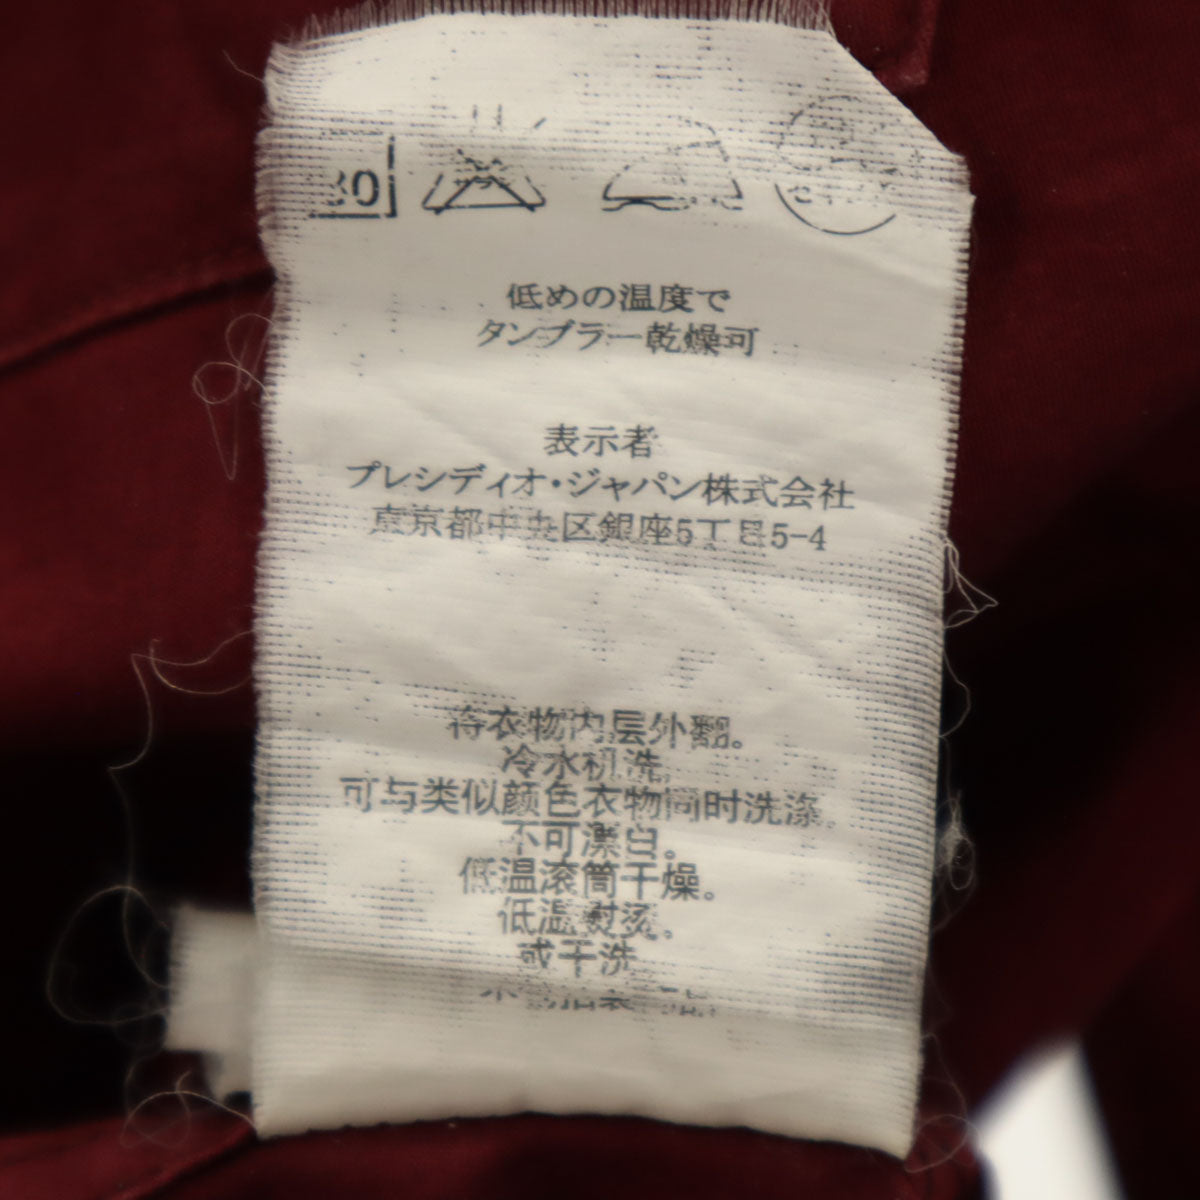 30
低めの温度で
タンブラー乾燥可
表示者
プレシディオ・ジャパン株式会社
東京都中央区銀座5丁目5-4
将衣物内层外翻。
冷水机洗.
可与类似颜色衣物同时洗涤.
不可漂白。
低温滚筒干燥。
低温熨烫.
或干洗